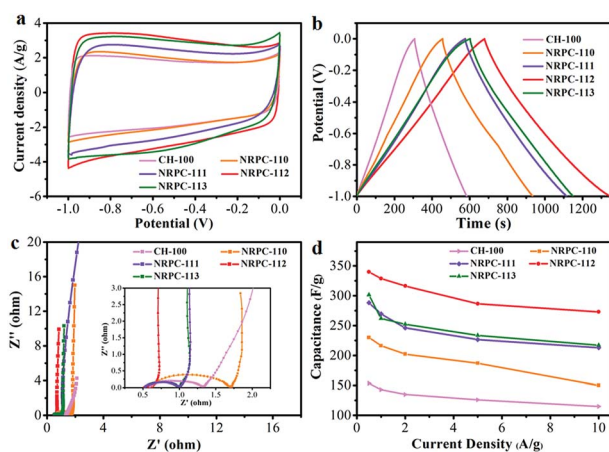 a
Current density (A/g)
6
4
2
0
-2
-4
-6
CH-100
NRPC-110
NRPC-111
NRPC-112
NRPC-113
-1.0
-0.8
-0.6
-0.4
-0.2
0.0
Potential (V)
b
Potential (V)
0.0
-0.2
-0.4
-0.6
-0.8
-1.0
CH-100
NRPC-110
NRPC-111
NRPC-112
NRPC-113
0
200
400
600
800
1000
1200
Time (s)
c
Z'' (ohm)
20
16
12
8
4
0
CH-100
NRPC-110
NRPC-111
NRPC-112
NRPC-113
Z'' (ohm)
3.0
2.5
2.0
1.5
1.0
0.5
0.0
0.5
1.0
1.5
2.0
Z' (ohm)
0
4
8
12
16
Z' (ohm)
d
Capacitance (F/g)
400
350
300
250
200
150
100
CH-100
NRPC-110
NRPC-111
NRPC-112
NRPC-113
0
2
4
6
8
10
Current Density (A/g)